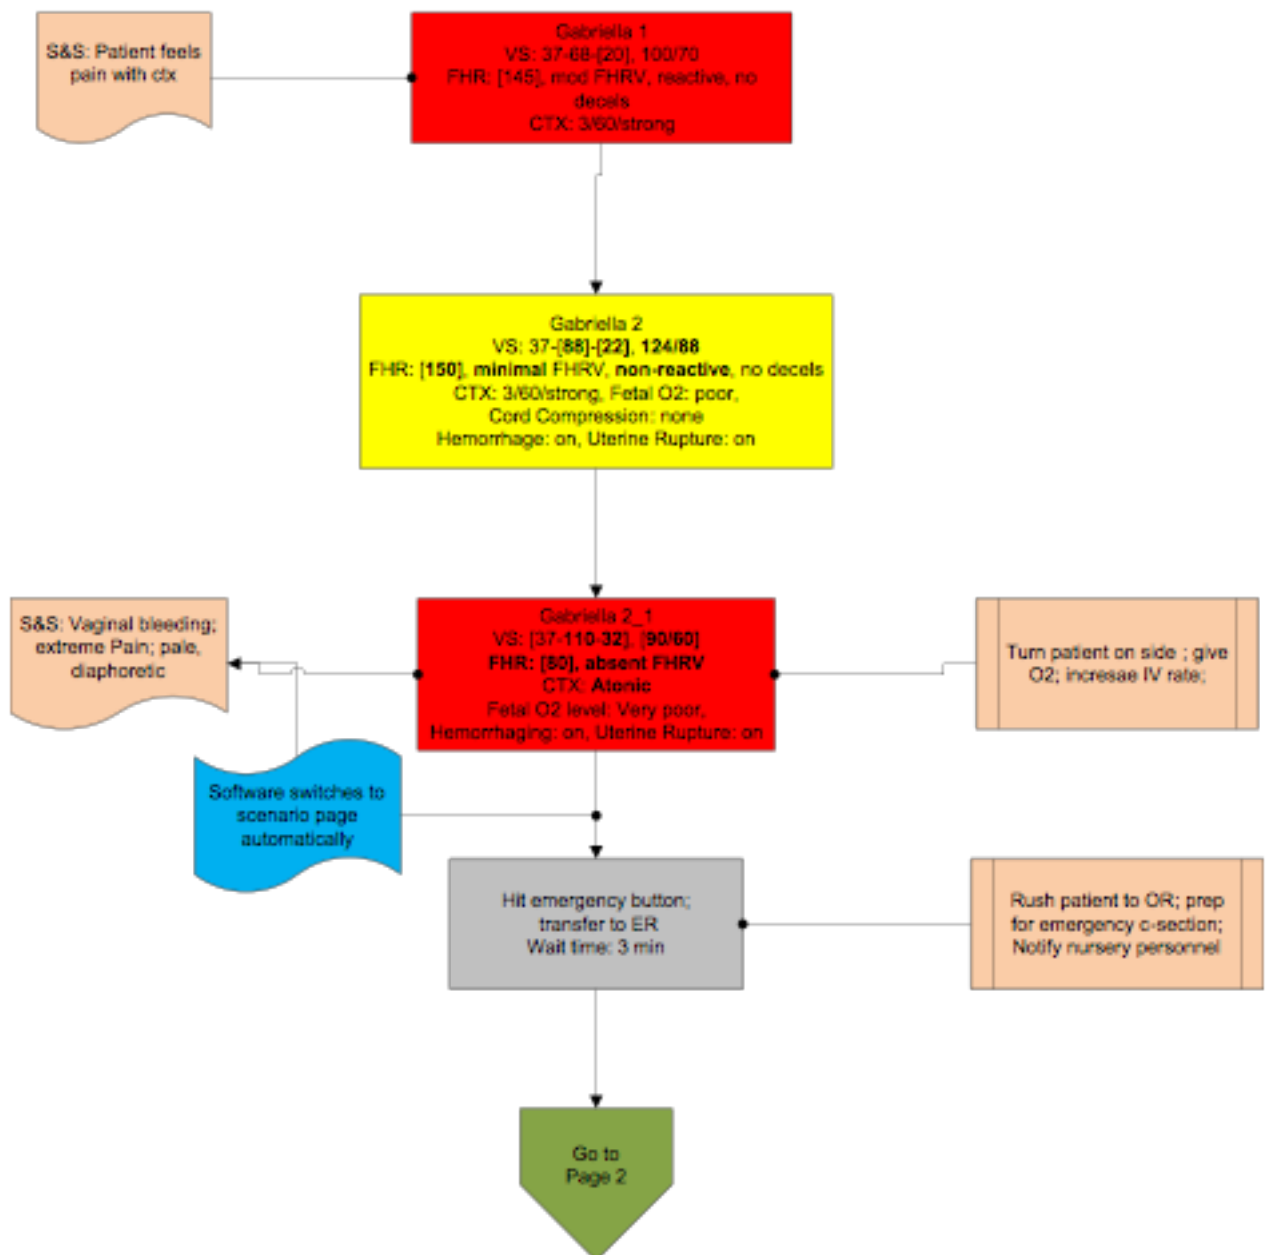 S&S: Patient feels
pain with ctx
Gabriella 1
VS: 37-68-[20], 100/70
FHR: [145], mod FHRV, reactive, no
decels
CTX: 3/60/strong
Gabriella 2
VS: 37-[88]-[22], 124/88
FHR: [150], minimal FHRV, non-reactive, no decels
CTX: 3/60/strong, Fetal O2: poor,
Cord Compression: none
Hemorrhage: on, Uterine Rupture: on
S&S: Vaginal bleeding;
extreme Pain; pale,
diaphoretic
Gabriella 2_1
VS: [37-110-32], [90/60]
FHR: [80], absent FHRV
CTX: Atonic
Fetal O2 level: Very poor,
Hemorrhaging: on, Uterine Rupture: on
Turn patient on side ; give
O2; incresae IV rate;
Software switches to
scenario page
automatically
Hit emergency button;
transfer to ER
Wait time: 3 min
Rush patient to OR; prep
for emergency c-section;
Notify nursery personnel
Go to
Page 2